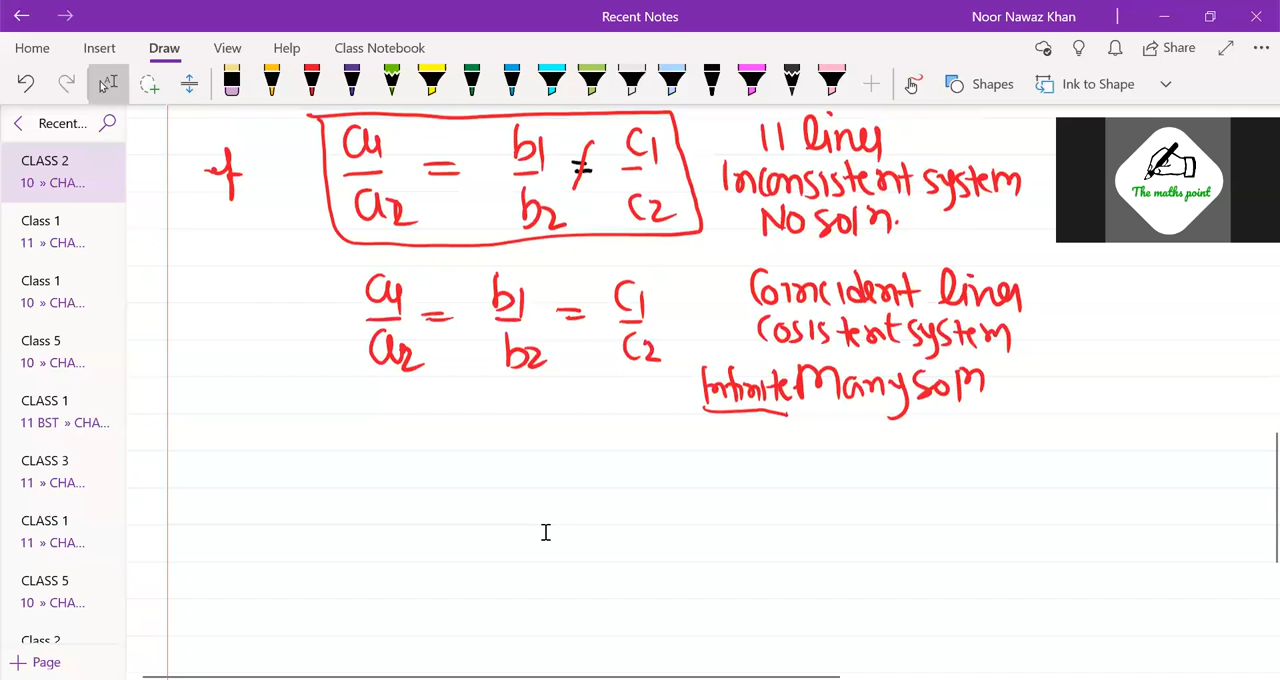 Recent Notes
Noor Nawaz Khan
Home Insert Draw View Help Class Notebook
Share
Shapes
Ink to Shape
Recent...
CLASS 2
10 » CHA...
Class 1
11 » CHA...
Class 1
10 » CHA...
Class 5
10 » CHA...
CLASS 1
11 BST » CHA...
CLASS 3
11 » CHA...
CLASS 1
11 » CHA...
CLASS 5
10 » CHA...
Class 2
Page
if a1/a2 = b1/b2 ≠ c1/c2
11 lines
Inconsistent system
No soln.
a1/a2 = b1/b2 = c1/c2
Coincident lines
Cosistent system
Infinite Many soln
The maths point